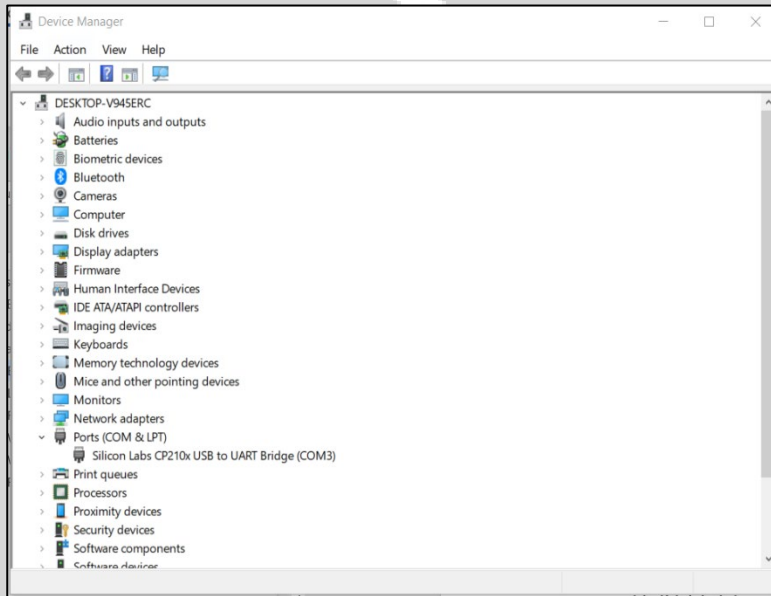 Device Manager
File Action View Help
DESKTOP-V945ERC
Audio inputs and outputs
Batteries
Biometric devices
Bluetooth
Cameras
Computer
Disk drives
Display adapters
Firmware
Human Interface Devices
IDE ATA/ATAPI controllers
Imaging devices
Keyboards
Memory technology devices
Mice and other pointing devices
Monitors
Network adapters
Ports (COM & LPT)
Silicon Labs CP210x USB to UART Bridge (COM3)
Print queues
Processors
Proximity devices
Security devices
Software components
Software devices